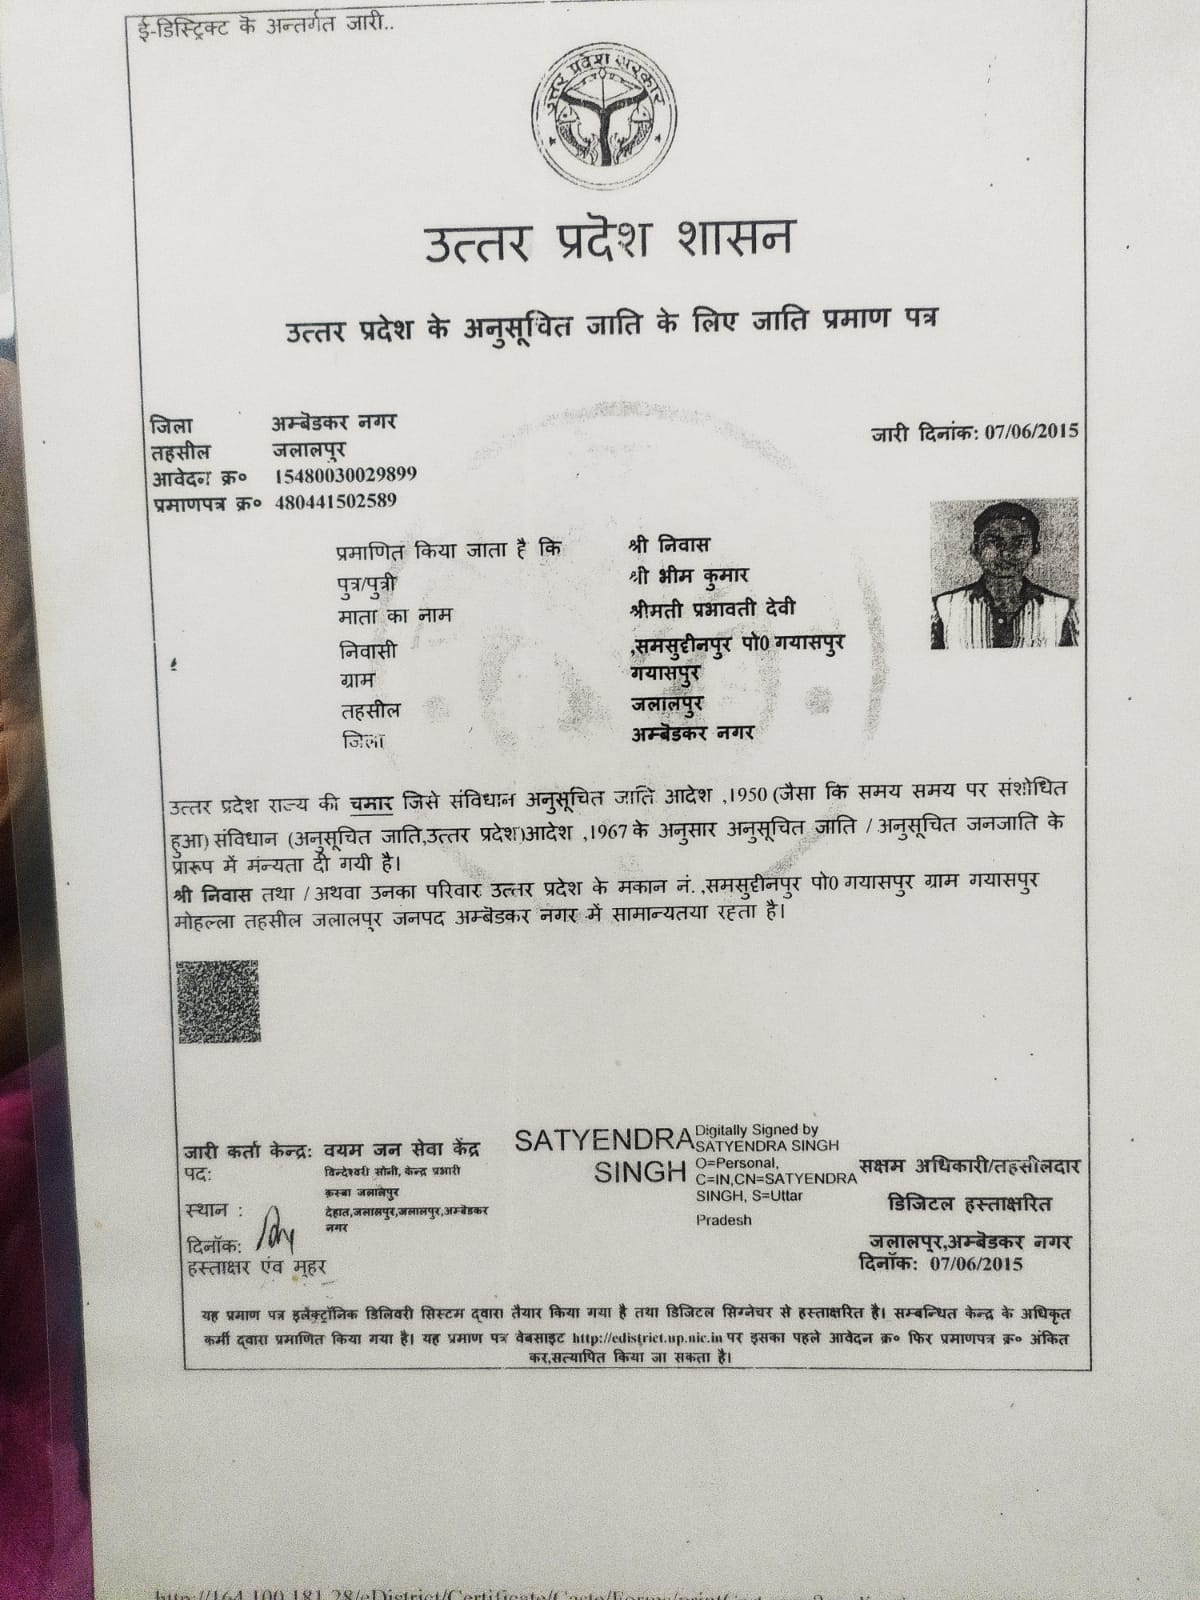 ई-डिस्ट्रिक्ट के अन्तर्गत जारी..
उत्तर प्रदेश सरकार
उत्तर प्रदेश शासन
उत्तर प्रदेश के अनुसूचित जाति के लिए जाति प्रमाण पत्र
जिला अम्बेडकर नगर
तहसील जलालपुर
जारी दिनांक: 07/06/2015
आवेदन क्र० 15480030029899
प्रमाणपत्र क्र० 480441502589
प्रमाणित किया जाता है कि श्री निवास
पुत्र/पुत्री श्री भीम कुमार
माता का नाम श्रीमती प्रभावती देवी
निवासी ,समसुद्दीनपुर पो0 गयासपुर
ग्राम गयासपुर
तहसील जलालपुर
जिला अम्बेडकर नगर
उत्तर प्रदेश राज्य की चमार जिसे संविधान अनुसूचित जाति आदेश ,1950 (जैसा कि समय समय पर संशोधित
हुआ) संविधान (अनुसूचित जाति,उत्तर प्रदेश)आदेश ,1967 के अनुसार अनुसूचित जाति / अनुसूचित जनजाति के
प्रारूप में मंन्यता दी गयी है।
श्री निवास तथा / अथवा उनका परिवार उत्तर प्रदेश के मकान नं. ,समसुद्दीनपुर पो0 गयासपुर ग्राम गयासपुर
मोहल्ला तहसील जलालपुर जनपद अम्बेडकर नगर में सामान्यतया रहता है।
जारी कर्ता केन्द्र: वयम जन सेवा केंद्र
पद: विन्देश्वरी सोनी, केन्द्र प्रभारी
कस्बा जलालपुर
स्थान : देहात,जलालपुर,जलालपुर,अम्बेडकर
नगर
दिनॉक:
हस्ताक्षर एंव मूहर
SATYENDRA
SINGH
Digitally Signed by
SATYENDRA SINGH
O=Personal,
C=IN,CN=SATYENDRA
SINGH, S=Uttar
Pradesh
सक्षम अधिकारी/तहसीलदार
डिजिटल हस्ताक्षरित
जलालपुर,अम्बेडकर नगर
दिनॉक: 07/06/2015
यह प्रमाण पत्र इलेक्ट्रॉनिक डिलिवरी सिस्टम द्वारा तैयार किया गया है तथा डिजिटल सिग्नेचर से हस्ताक्षरित है। सम्बन्धित केन्द्र के अधिकृत
कर्मी द्वारा प्रमाणित किया गया है। यह प्रमाण पत्र वेबसाइट http://edistrict.up.nic.in पर इसका पहले आवेदन क्र० फिर प्रमाणपत्र क्र० अंकित
कर,सत्यापित किया जा सकता है।